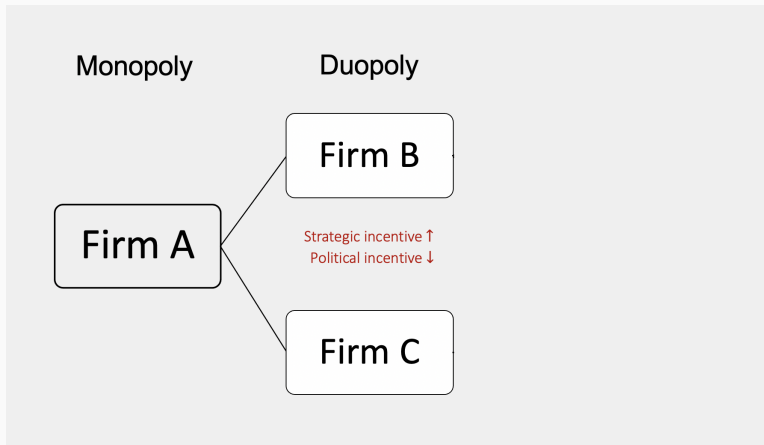 Monopoly
Duopoly
Firm B
Firm A
Strategic incentive ↑
Political incentive ↓
Firm C